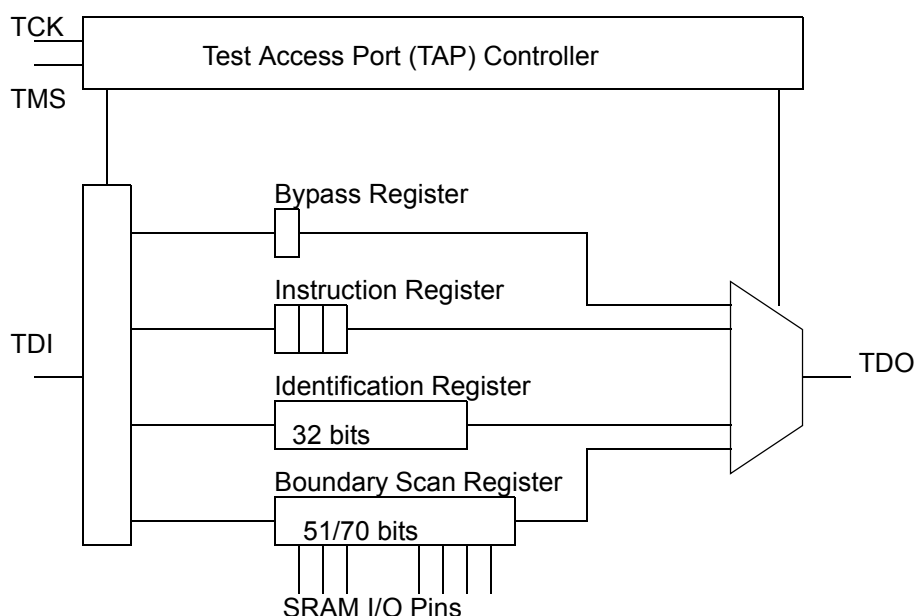 TCK
Test Access Port (TAP) Controller
TMS
Bypass Register
Instruction Register
TDI
TDO
Identification Register
32 bits
Boundary Scan Register
51/70 bits
SRAM I/O Pins